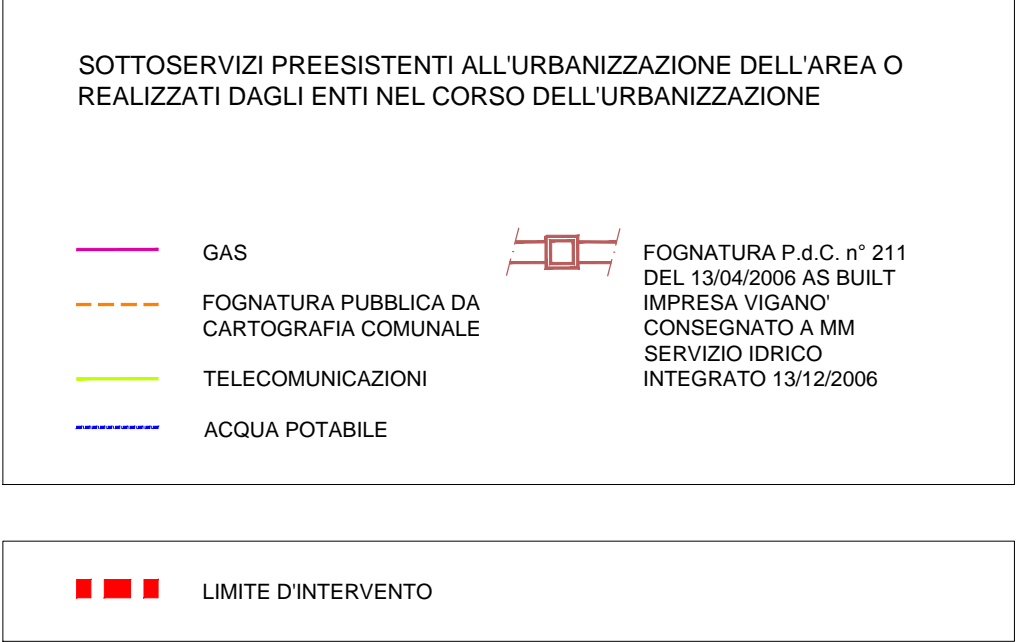 SOTTOSERVIZI PREESISTENTI ALL'URBANIZZAZIONE DELL'AREA O
REALIZZATI DAGLI ENTI NEL CORSO DELL'URBANIZZAZIONE
GAS
FOGNATURA PUBBLICA DA
CARTOGRAFIA COMUNALE
TELECOMUNICAZIONI
ACQUA POTABILE
FOGNATURA P.d.C. n° 211
DEL 13/04/2006 AS BUILT
IMPRESA VIGANO'
CONSEGNATO A MM
SERVIZIO IDRICO
INTEGRATO 13/12/2006
LIMITE D'INTERVENTO